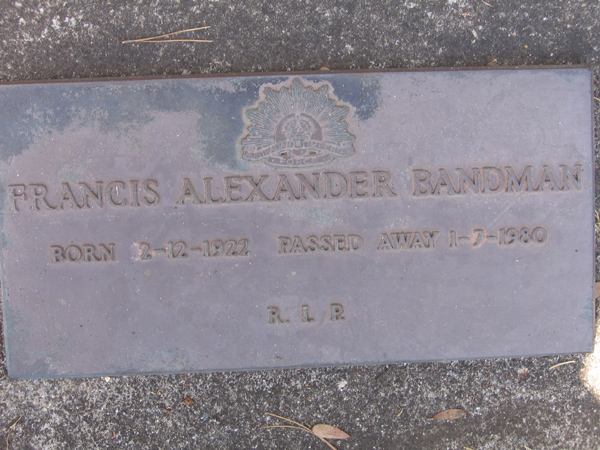 FRANCIS ALEXANDER BANDMAN
BORN 2-12-1922 PASSED AWAY 1-7-1980
R. I. P.